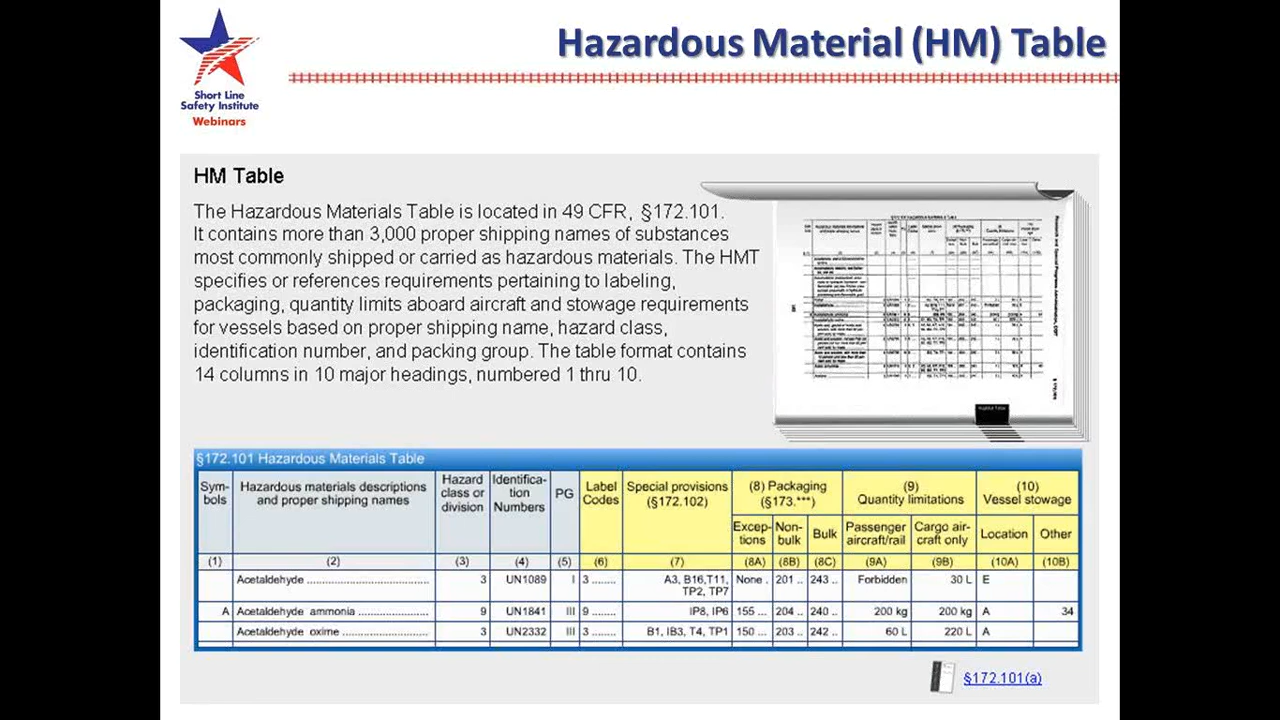 Hazardous Material (HM) Table
Short Line
Safety Institute
Webinars
HM Table
The Hazardous Materials Table is located in 49 CFR, §172.101.
It contains more than 3,000 proper shipping names of substances
most commonly shipped or carried as hazardous materials. The HMT
specifies or references requirements pertaining to labeling,
packaging, quantity limits aboard aircraft and stowage requirements
for vessels based on proper shipping name, hazard class,
identification number, and packing group. The table format contains
14 columns in 10 major headings, numbered 1 thru 10.
§172.101 Hazardous Materials Table
Sym- Hazardous materials descriptions Hazard Identifica- PG Label Special provisions (8) Packaging (9) (10)
bols and proper shipping names class or tion Codes (§172.102) (§173.***) Quantity limitations Vessel stowage
division Numbers
Excep- Non- Bulk Passenger Cargo air- Location Other
tions bulk aircraft/rail craft only
(1) (2) (3) (4) (5) (6) (7) (8A) (8B) (8C) (9A) (9B) (10A) (10B)
Acetaldehyde ............................... 3 UN1089 I 3 ........ A3, B16,T11, None . 201 .. 243 .. Forbidden 30 L E
TP2, TP7
A Acetaldehyde ammonia .................. 9 UN1841 III 9 ........ IP8, IP6 155 ... 204 .. 240 .. 200 kg 200 kg A 34
Acetaldehyde oxime ...................... 3 UN2332 III 3 ........ B1, IB3, T4, TP1 150 ... 203 .. 242 .. 60 L 220 L A
§172.101(a)